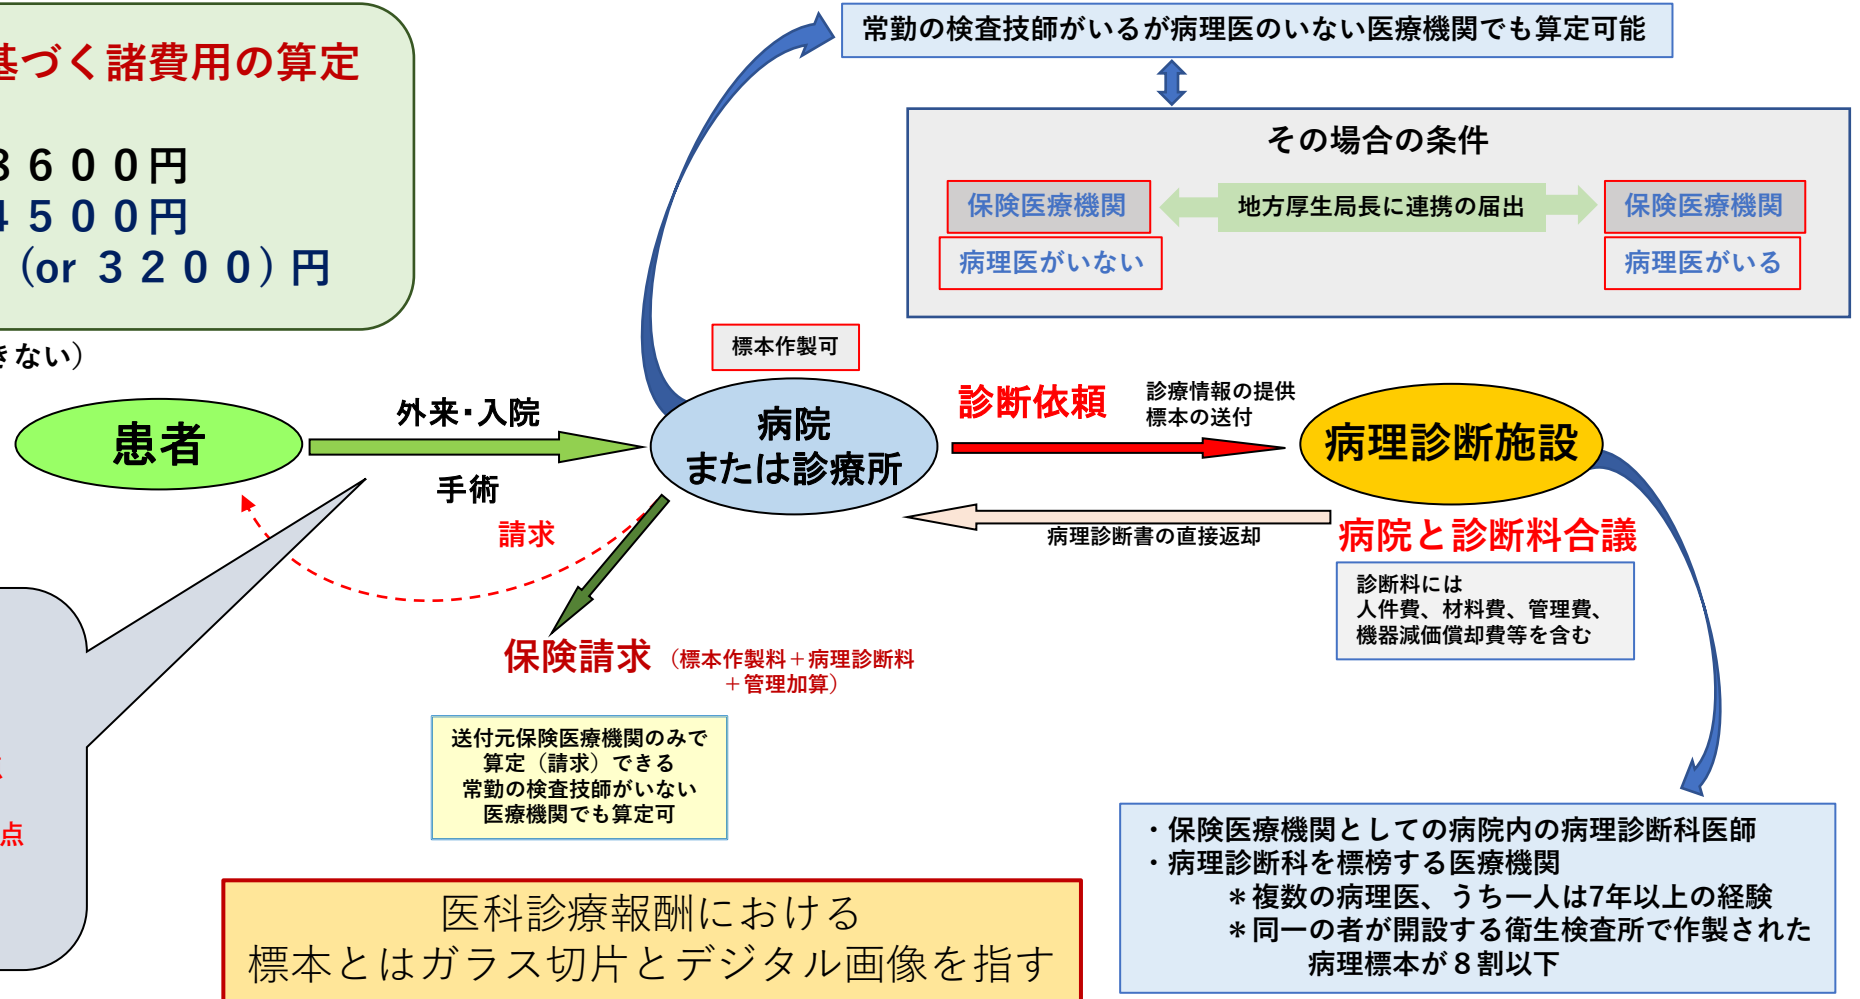 常勤の検査技師がいるが病理医のいない医療機関でも算定可能
基づく諸費用の算定
３６００円
４５００円
(or ３２００) 円
きない）
その場合の条件
保険医療機関
地方厚生局長に連携の届出
保険医療機関
病理医がいない
病理医がいる
標本作製可
患者
外来・入院
手術
病院
または診療所
診断依頼
診療情報の提供
標本の送付
病理診断施設
請求
病理診断書の直接返却
病院と診断料合議
診断料には
人件費、材料費、管理費、
機器減価償却費等を含む
保険請求
（標本作製料＋病理診断料
＋管理加算）
送付元保険医療機関のみで
算定（請求）できる
常勤の検査技師がいない
医療機関でも算定可
点
・保険医療機関としての病院内の病理診断科医師
・病理診断科を標榜する医療機関
＊複数の病理医、うち一人は7年以上の経験
＊同一の者が開設する衛生検査所で作製された
病理標本が８割以下
医科診療報酬における
標本とはガラス切片とデジタル画像を指す